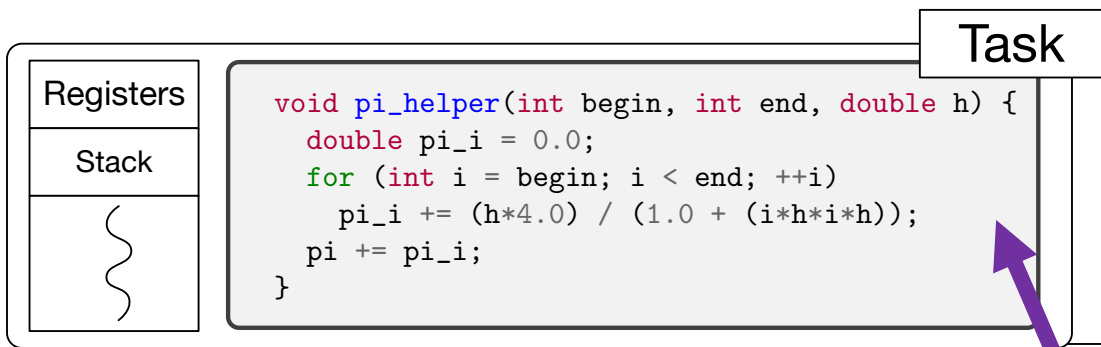 Task
Registers
Stack
void pi_helper(int begin, int end, double h) {
  double pi_i = 0.0;
  for (int i = begin; i < end; ++i)
    pi_i += (h*4.0) / (1.0 + (i*h*i*h));
  pi += pi_i;
}